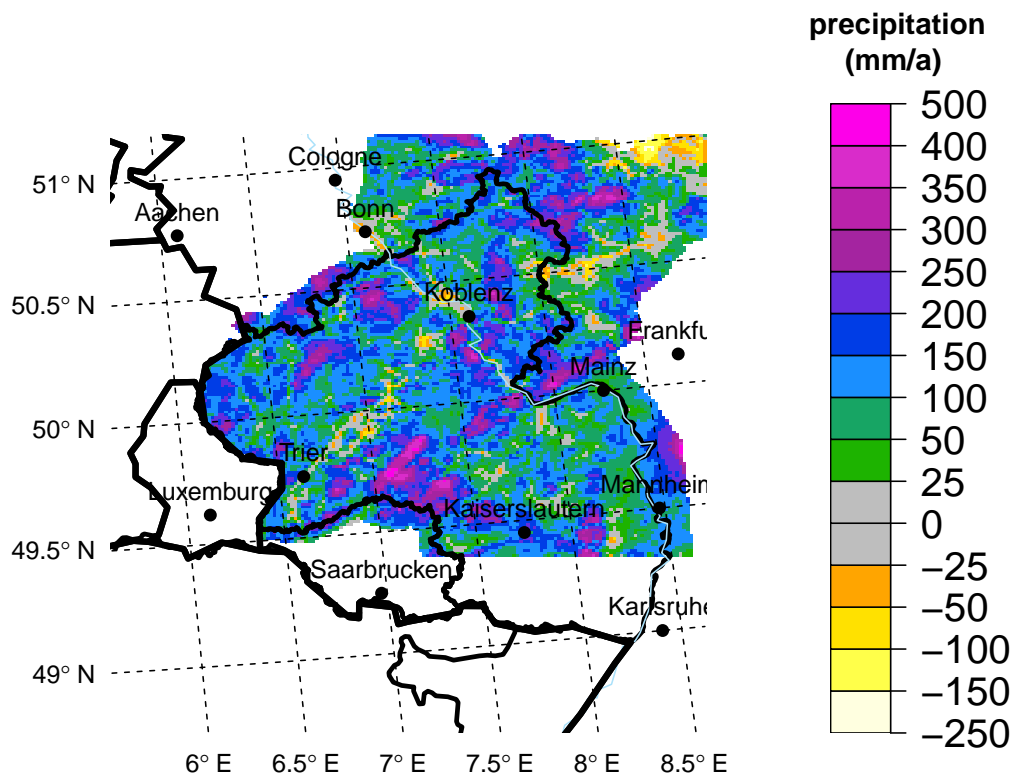 precipitation
(mm/a)
500
400
350
300
250
200
150
100
50
25
0
−25
−50
−100
−150
−250
Cologne
51° N
Aachen
Bonn
50.5° N
Koblenz
Frankfu
Mainz
50° N
Trier
Luxemburg
Mannheim
Kaiserslautern
49.5° N
Saarbrucken
Karlsruhe
49° N
6° E 6.5° E 7° E 7.5° E 8° E 8.5° E